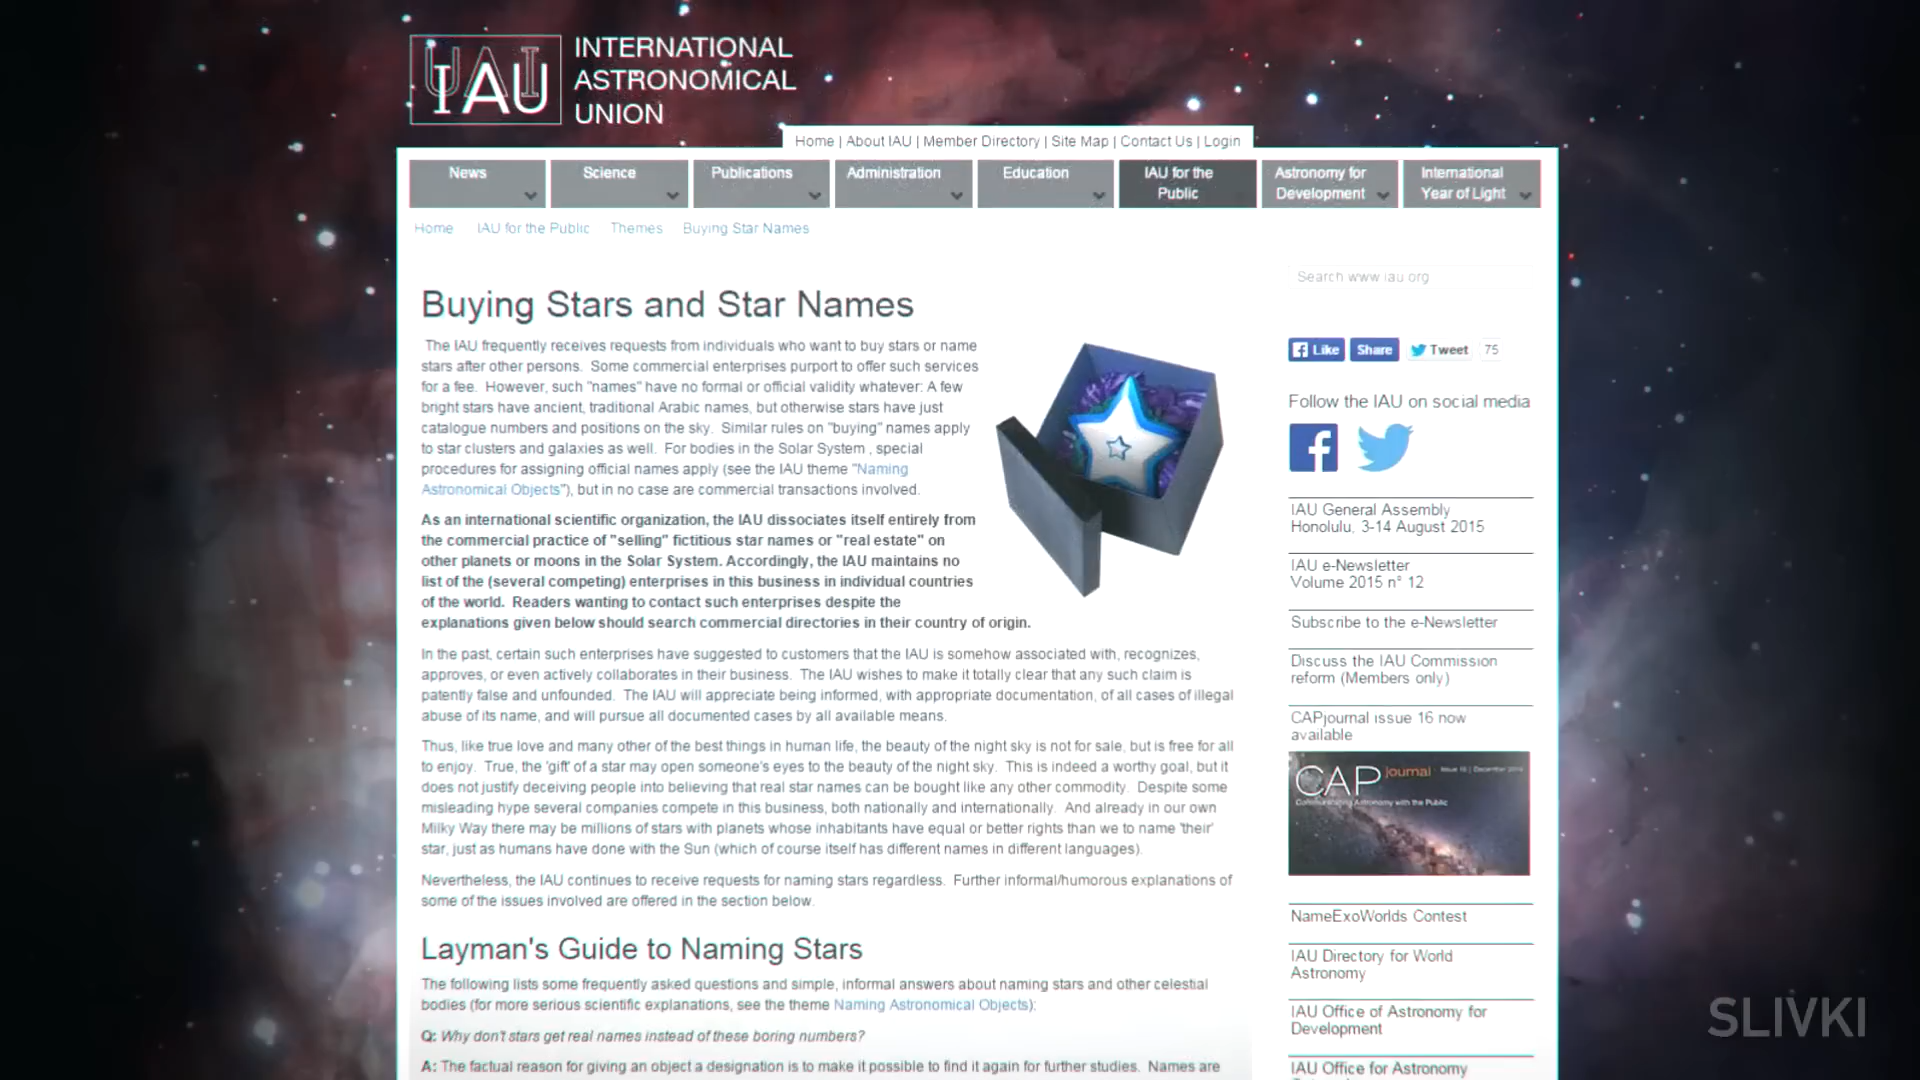 IAU
INTERNATIONAL
ASTRONOMICAL
UNION
Home | About IAU | Member Directory | Site Map | Contact Us | Login
News
Science
Publications
Administration
Education
IAU for the
Public
Astronomy for
Development
International
Year of Light
Home IAU for the Public Themes Buying Star Names
Search www iau org
Buying Stars and Star Names
The IAU frequently receives requests from individuals who want to buy stars or name
stars after other persons. Some commercial enterprises purport to offer such services
for a fee. However, such "names" have no formal or official validity whatever: A few
bright stars have ancient, traditional Arabic names, but otherwise stars have just
catalogue numbers and positions on the sky. Similar rules on "buying" names apply
to star clusters and galaxies as well. For bodies in the Solar System , special
procedures for assigning official names apply (see the IAU theme "Naming
Astronomical Objects"), but in no case are commercial transactions involved.
As an international scientific organization, the IAU dissociates itself entirely from
the commercial practice of "selling" fictitious star names or "real estate" on
other planets or moons in the Solar System. Accordingly, the IAU maintains no
list of the (several competing) enterprises in this business in individual countries
of the world. Readers wanting to contact such enterprises despite the
explanations given below should search commercial directories in their country of origin.
In the past, certain such enterprises have suggested to customers that the IAU is somehow associated with, recognizes,
approves, or even actively collaborates in their business. The IAU wishes to make it totally clear that any such claim is
patently false and unfounded. The IAU will appreciate being informed, with appropriate documentation, of all cases of illegal
abuse of its name, and will pursue all documented cases by all available means.
Thus, like true love and many other of the best things in human life, the beauty of the night sky is not for sale, but is free for all
to enjoy. True, the 'gift' of a star may open someone's eyes to the beauty of the night sky. This is indeed a worthy goal, but it
does not justify deceiving people into believing that real star names can be bought like any other commodity. Despite some
misleading hype several companies compete in this business, both nationally and internationally. And already in our own
Milky Way there may be millions of stars with planets whose inhabitants have equal or better rights than we to name 'their'
star, just as humans have done with the Sun (which of course itself has different names in different languages).
Nevertheless, the IAU continues to receive requests for naming stars regardless. Further informal/humorous explanations of
some of the issues involved are offered in the section below.
Layman's Guide to Naming Stars
The following lists some frequently asked questions and simple, informal answers about naming stars and other celestial
bodies (for more serious scientific explanations, see the theme Naming Astronomical Objects):
Q: Why don't stars get real names instead of these boring numbers?
A: The factual reason for giving an object a designation is to make it possible to find it again for further studies. Names are
Like Share Tweet 75
Follow the IAU on social media
IAU General Assembly
Honolulu, 3-14 August 2015
IAU e-Newsletter
Volume 2015 n° 12
Subscribe to the e-Newsletter
Discuss the IAU Commission
reform (Members only)
CAPjournal issue 16 now
available
CAP journal
Communicating Astronomy with the Public
NameExoWorlds Contest
IAU Directory for World
Astronomy
IAU Office of Astronomy for
Development
IAU Office for Astronomy
SLIVKI